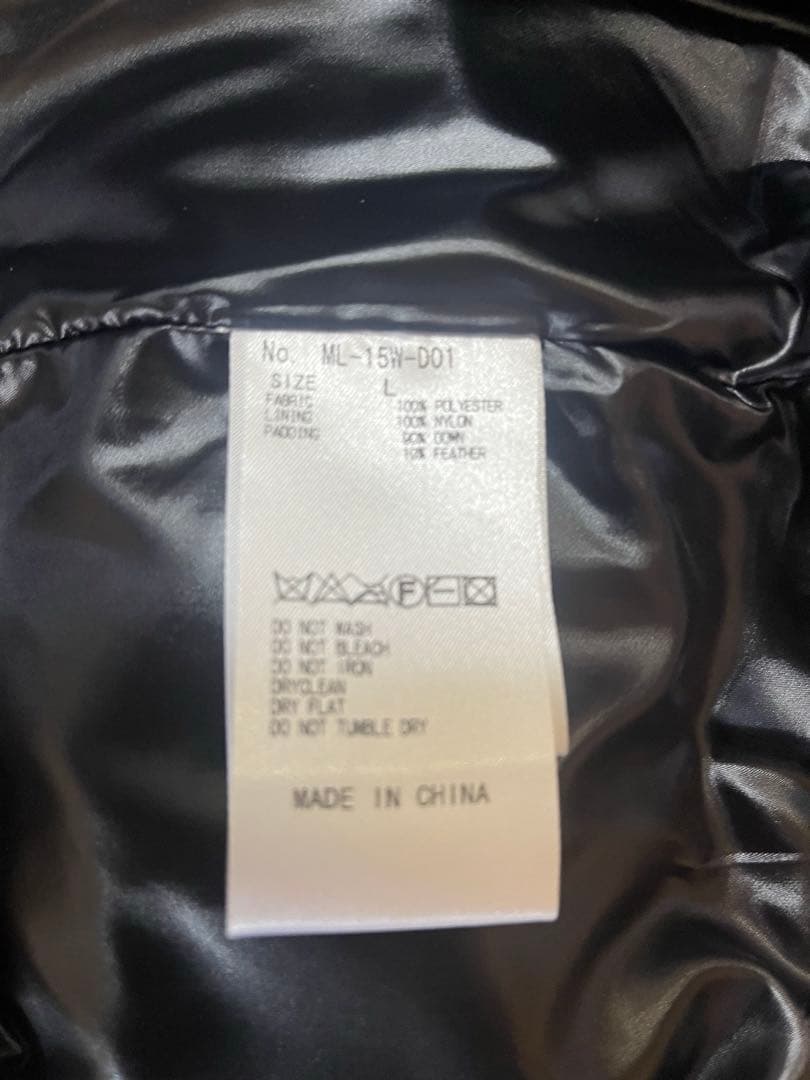 No. ML-15W-D01
SIZE L
FABRIC 100% POLYESTER
LINING 100% NYLON
PADDING 90% DOWN
10% FEATHER
F
DO NOT WASH
DO NOT BLEACH
DO NOT IRON
DRYCLEAN
DRY FLAT
DO NOT TUMBLE DRY
MADE IN CHINA